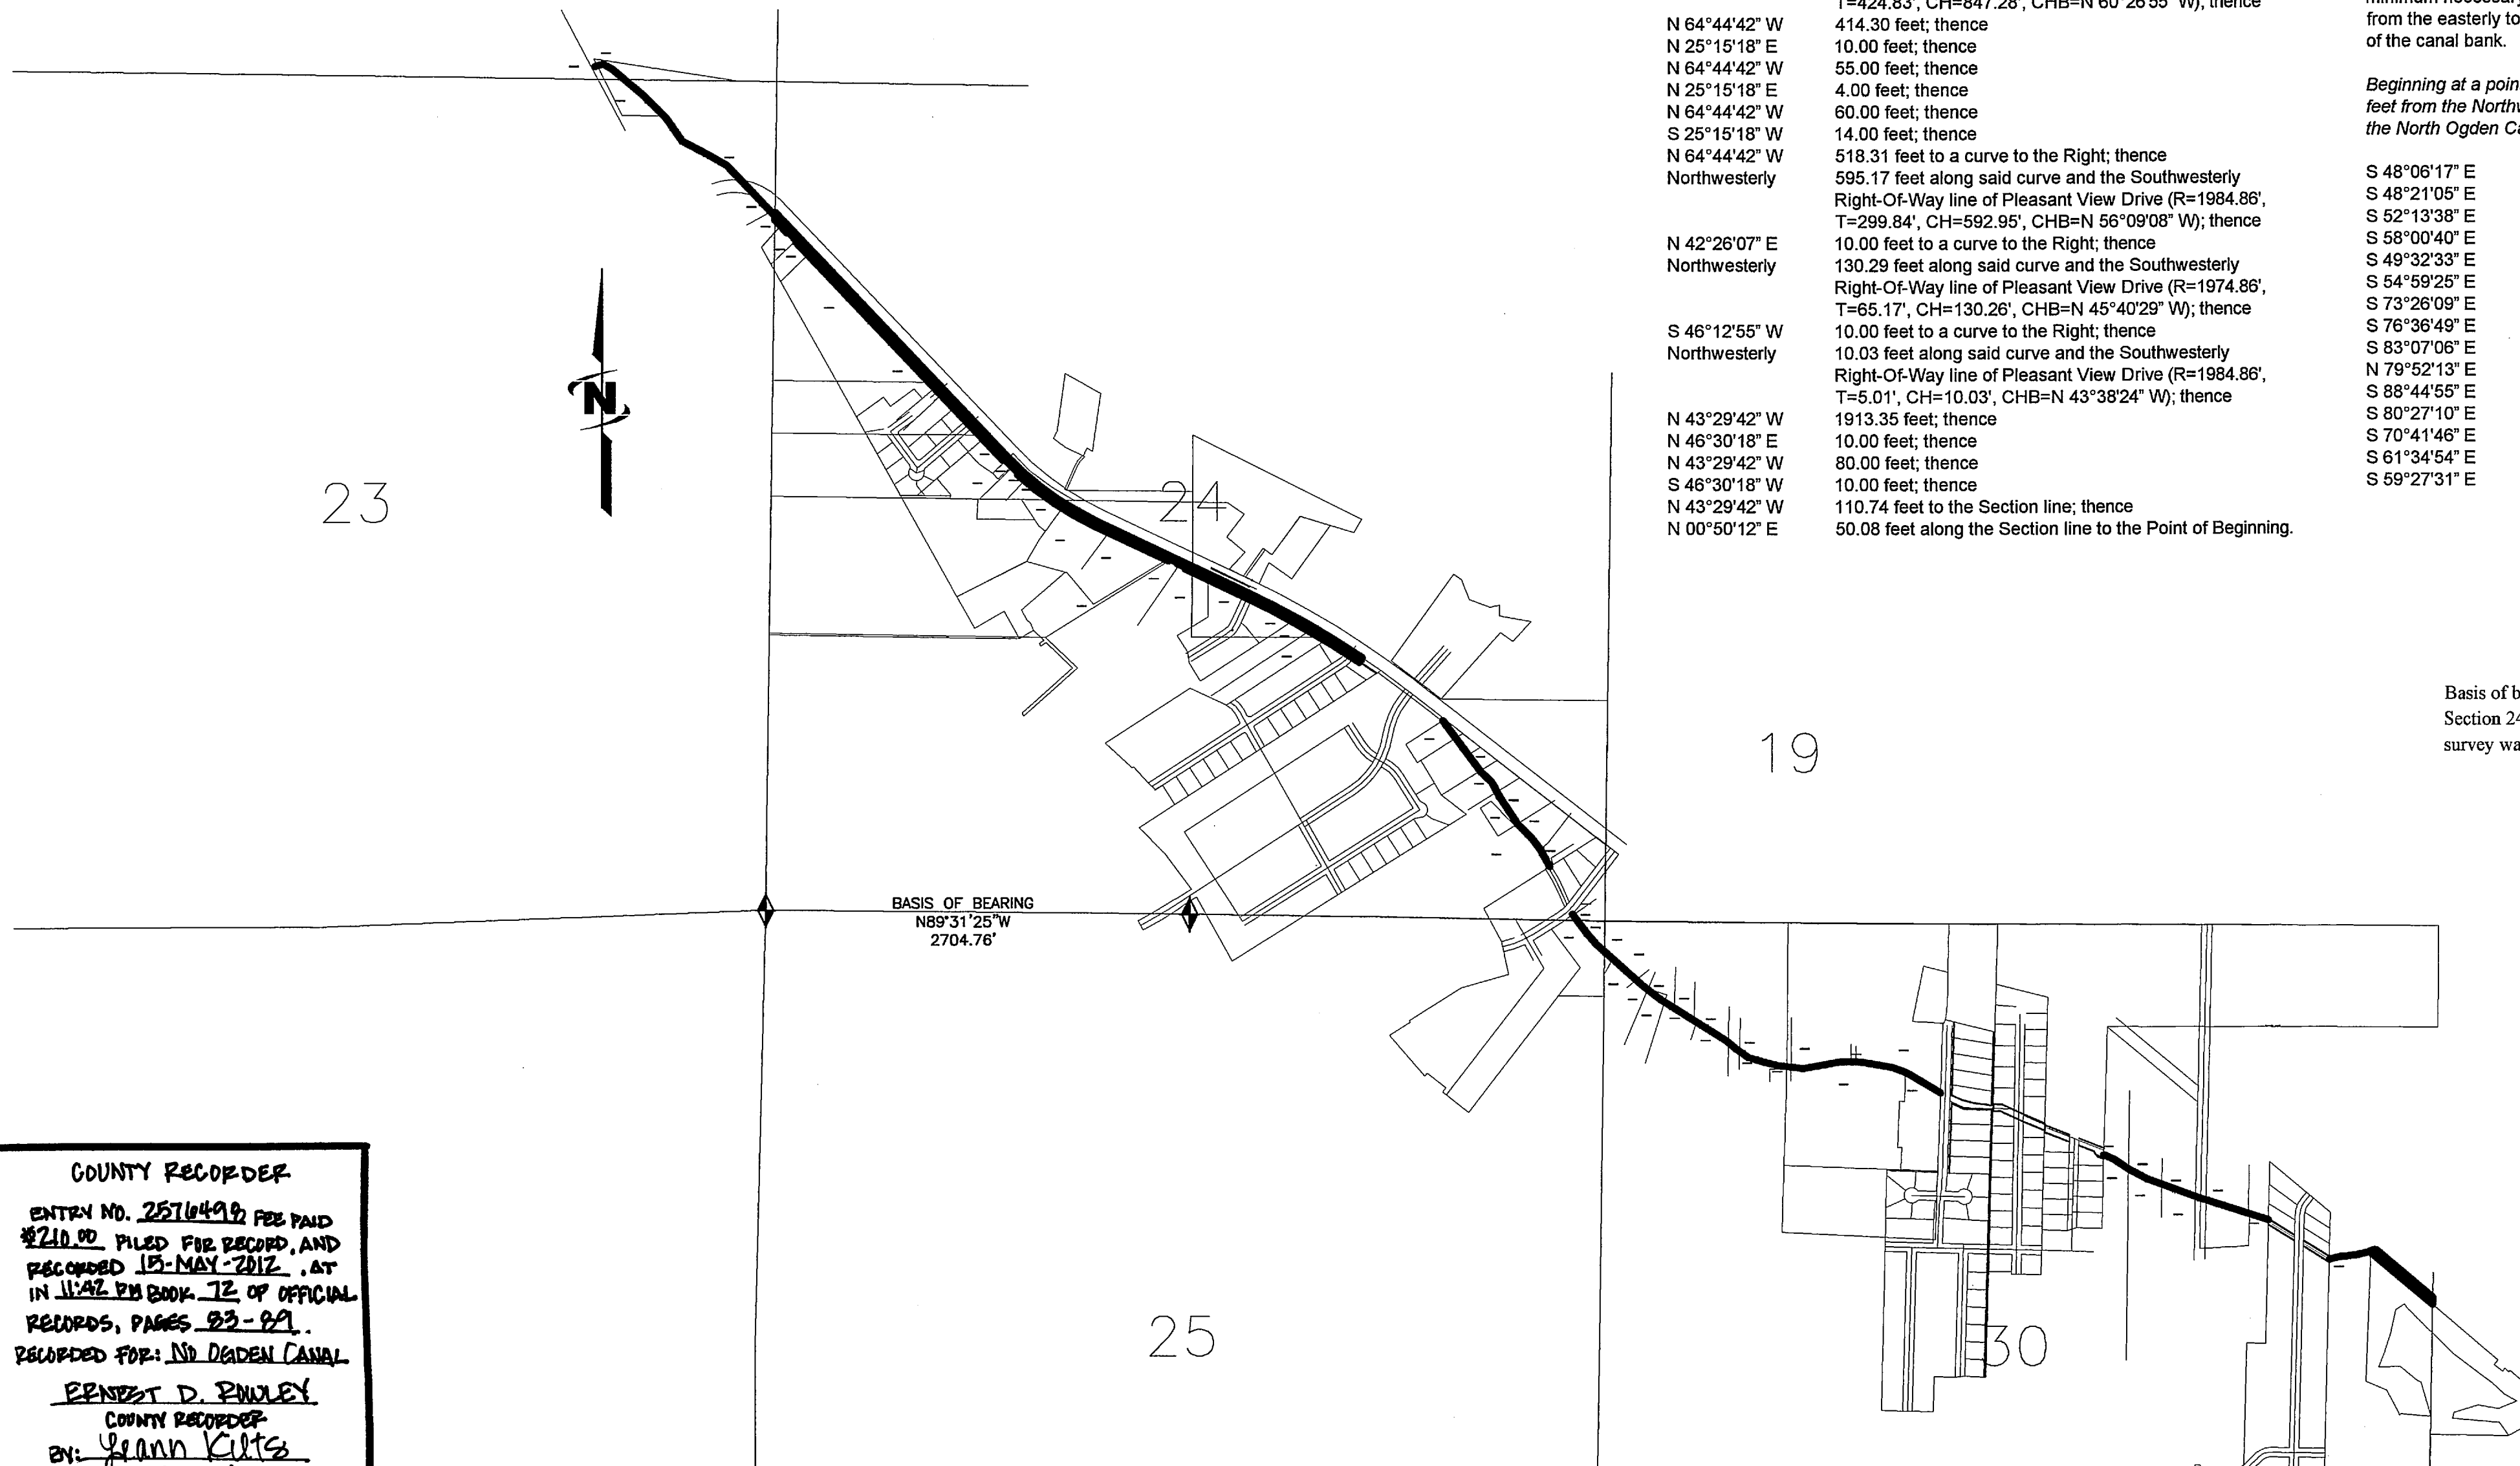 T=424.83', CH=847.28', CHB=N 60°26'55" W); thence
N 64°44'42" W 414.30 feet; thence
N 25°15'18" E 10.00 feet; thence
N 64°44'42" W 55.00 feet; thence
N 25°15'18" E 4.00 feet; thence
N 64°44'42" W 60.00 feet; thence
S 25°15'18" W 14.00 feet; thence
N 64°44'42" W 518.31 feet to a curve to the Right; thence
Northwesterly 595.17 feet along said curve and the Southwesterly
Right-Of-Way line of Pleasant View Drive (R=1984.86',
T=299.84', CH=592.95', CHB=N 56°09'08" W); thence
N 42°26'07" E 10.00 feet to a curve to the Right; thence
Northwesterly 130.29 feet along said curve and the Southwesterly
Right-Of-Way line of Pleasant View Drive (R=1974.86',
T=65.17', CH=130.26', CHB=N 45°40'29" W); thence
S 46°12'55" W 10.00 feet to a curve to the Right; thence
Northwesterly 10.03 feet along said curve and the Southwesterly
Right-Of-Way line of Pleasant View Drive (R=1984.86',
T=5.01', CH=10.03', CHB=N 43°38'24" W); thence
N 43°29'42" W 1913.35 feet; thence
N 46°30'18" E 10.00 feet; thence
N 43°29'42" W 80.00 feet; thence
S 46°30'18" W 10.00 feet; thence
N 43°29'42" W 110.74 feet to the Section line; thence
N 00°50'12" E 50.08 feet along the Section line to the Point of Beginning.
minimum necessary
from the easterly to
of the canal bank.
Beginning at a poin
feet from the Northw
the North Ogden Ca
S 48°06'17" E
S 48°21'05" E
S 52°13'38" E
S 58°00'40" E
S 49°32'33" E
S 54°59'25" E
S 73°26'09" E
S 76°36'49" E
S 83°07'06" E
N 79°52'13" E
S 88°44'55" E
S 80°27'10" E
S 70°41'46" E
S 61°34'54" E
S 59°27'31" E
Basis of b
Section 24
survey wa
N
23
24
19
BASIS OF BEARING
N89°31'25"W
2704.76'
25
30
COUNTY RECORDER
ENTRY NO. 2576498 FEE PAID
$210.00 FILED FOR RECORD, AND
RECORDED 15-MAY-2012, AT
IN 11:42 PM BOOK 72 OF OFFICIAL
RECORDS, PAGES 83-89.
RECORDED FOR: NO OGDEN CANAL
ERNEST D. ROWLEY
COUNTY RECORDER
BY: Leann Kilts